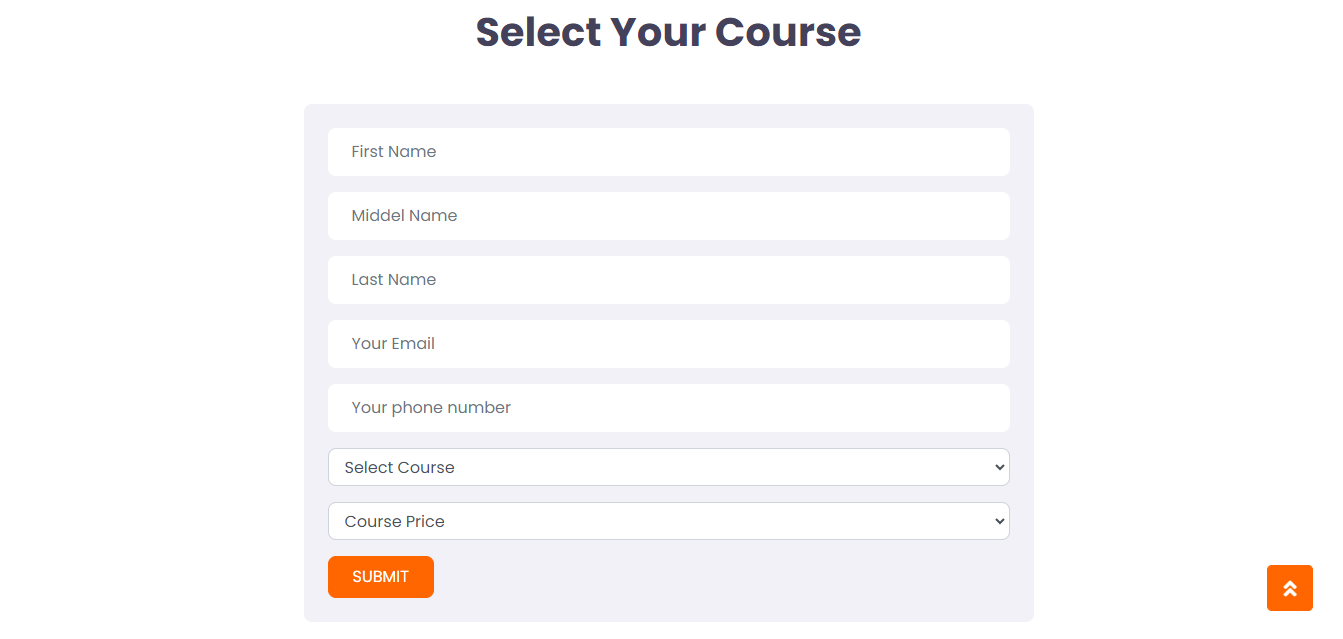 Select Your Course
First Name
Middel Name
Last Name
Your Email
Your phone number
Select Course
Course Price
SUBMIT